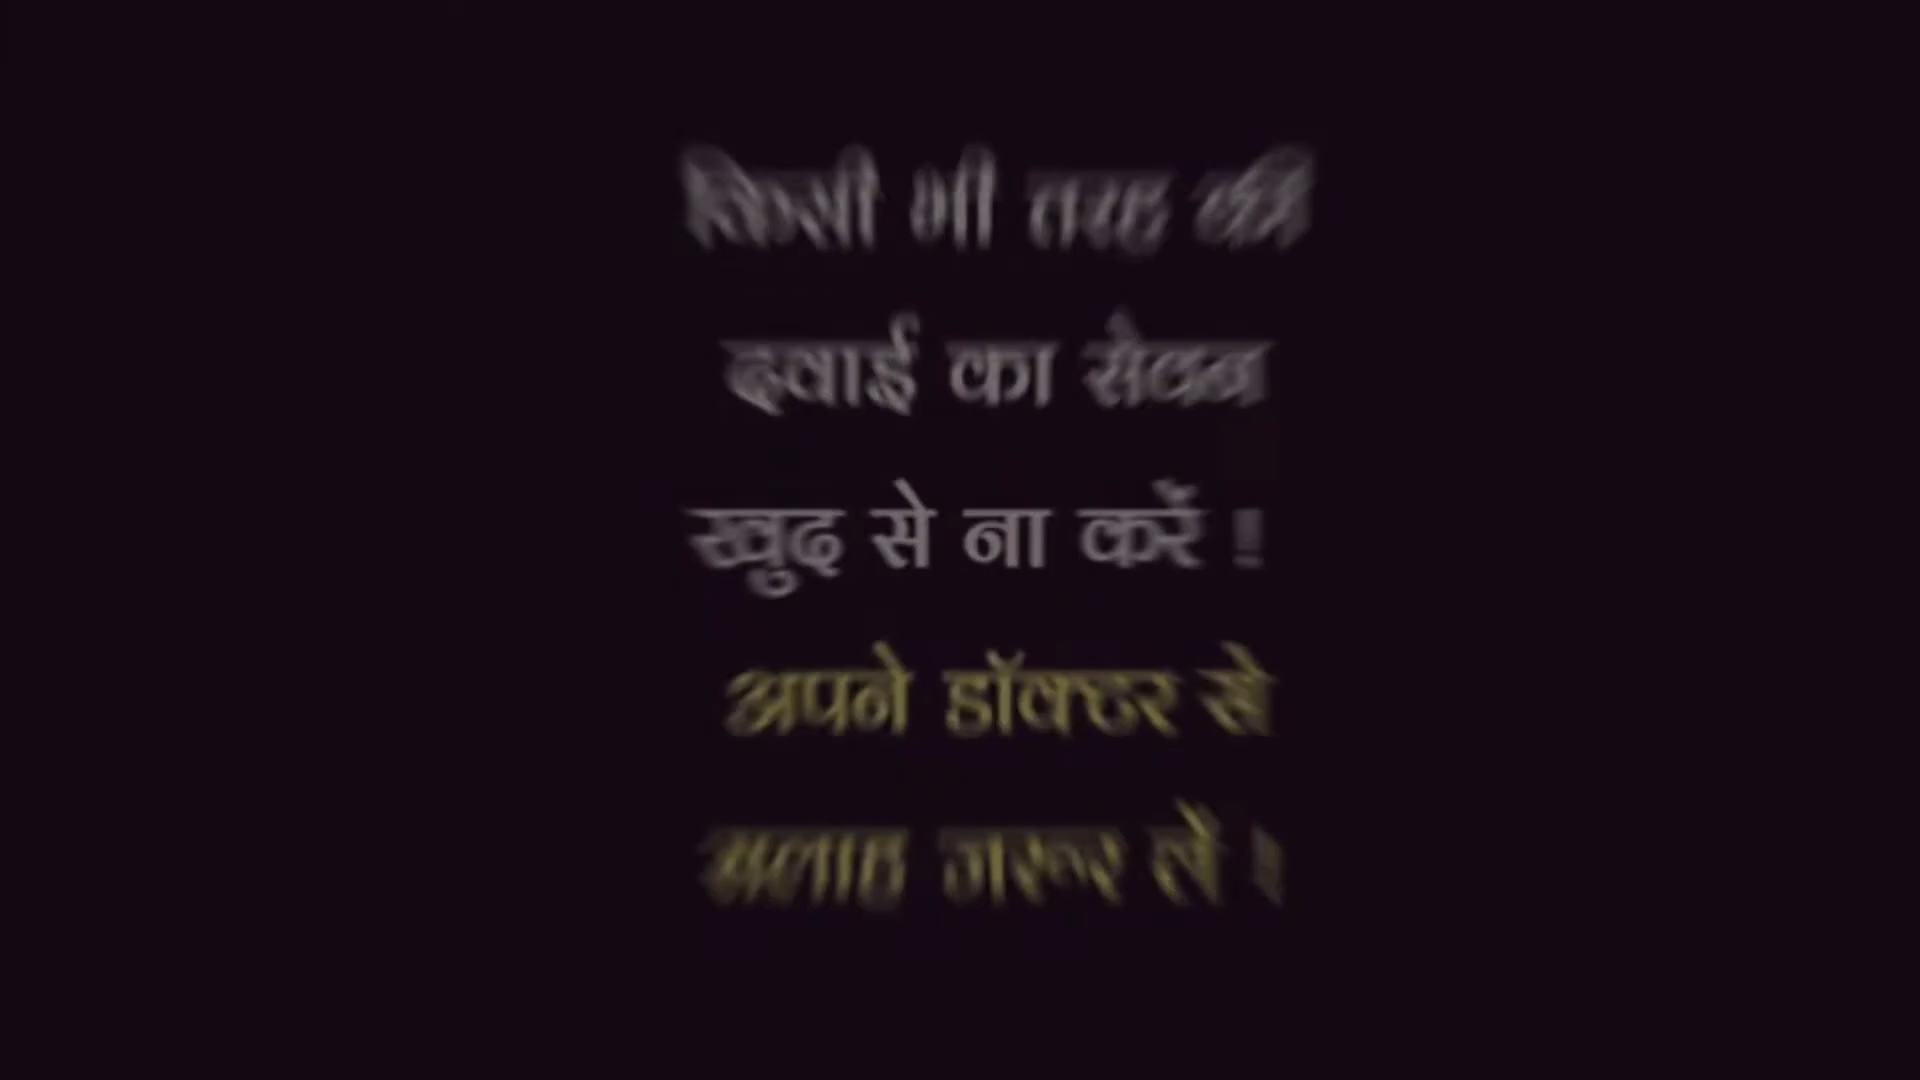 किसी भी तरह की
दवाई का सेवन
खुद से ना करें !
अपने डॉक्टर से
सलाह जरूर लें !